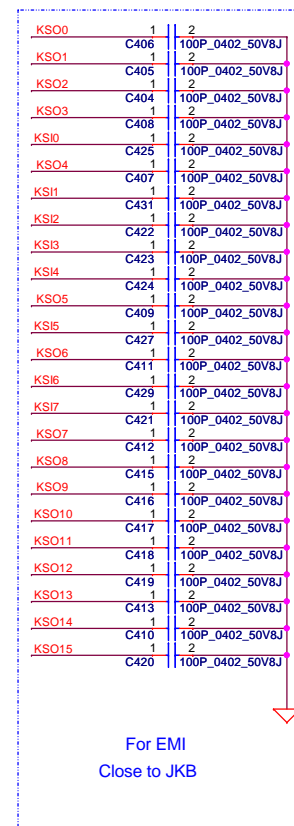 KSO0 1 2
C406 100P_0402_50V8J
KSO1 1 2
C405 100P_0402_50V8J
KSO2 1 2
C404 100P_0402_50V8J
KSO3 1 2
C408 100P_0402_50V8J
KSI0 1 2
C425 100P_0402_50V8J
KSO4 1 2
C407 100P_0402_50V8J
KSI1 1 2
C431 100P_0402_50V8J
KSI2 1 2
C422 100P_0402_50V8J
KSI3 1 2
C423 100P_0402_50V8J
KSI4 1 2
C424 100P_0402_50V8J
KSO5 1 2
C409 100P_0402_50V8J
KSI5 1 2
C427 100P_0402_50V8J
KSO6 1 2
C411 100P_0402_50V8J
KSI6 1 2
C429 100P_0402_50V8J
KSI7 1 2
C421 100P_0402_50V8J
KSO7 1 2
C412 100P_0402_50V8J
KSO8 1 2
C415 100P_0402_50V8J
KSO9 1 2
C416 100P_0402_50V8J
KSO10 1 2
C417 100P_0402_50V8J
KSO11 1 2
C418 100P_0402_50V8J
KSO12 1 2
C419 100P_0402_50V8J
KSO13 1 2
C413 100P_0402_50V8J
KSO14 1 2
C410 100P_0402_50V8J
KSO15 1 2
C420 100P_0402_50V8J
For EMI
Close to JKB